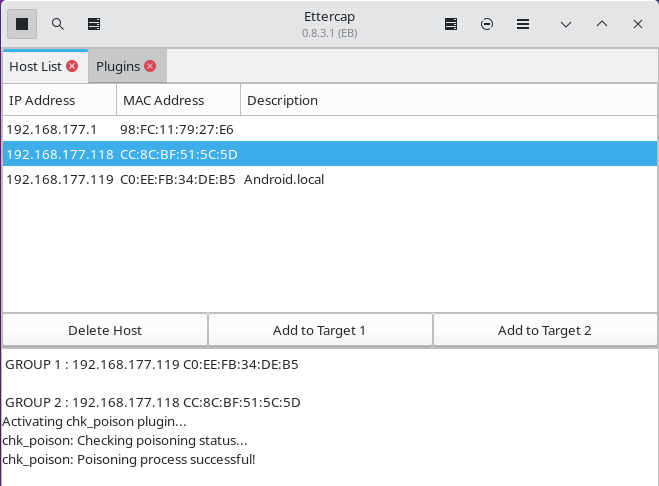 Ettercap
0.8.3.1 (EB)
Host List Plugins
IP Address MAC Address Description
192.168.177.1 98:FC:11:79:27:E6
192.168.177.118 CC:8C:BF:51:5C:5D
192.168.177.119 C0:EE:FB:34:DE:B5 Android.local
Delete Host Add to Target 1 Add to Target 2
GROUP 1 : 192.168.177.119 C0:EE:FB:34:DE:B5
GROUP 2 : 192.168.177.118 CC:8C:BF:51:5C:5D
Activating chk_poison plugin...
chk_poison: Checking poisoning status...
chk_poison: Poisoning process successful!